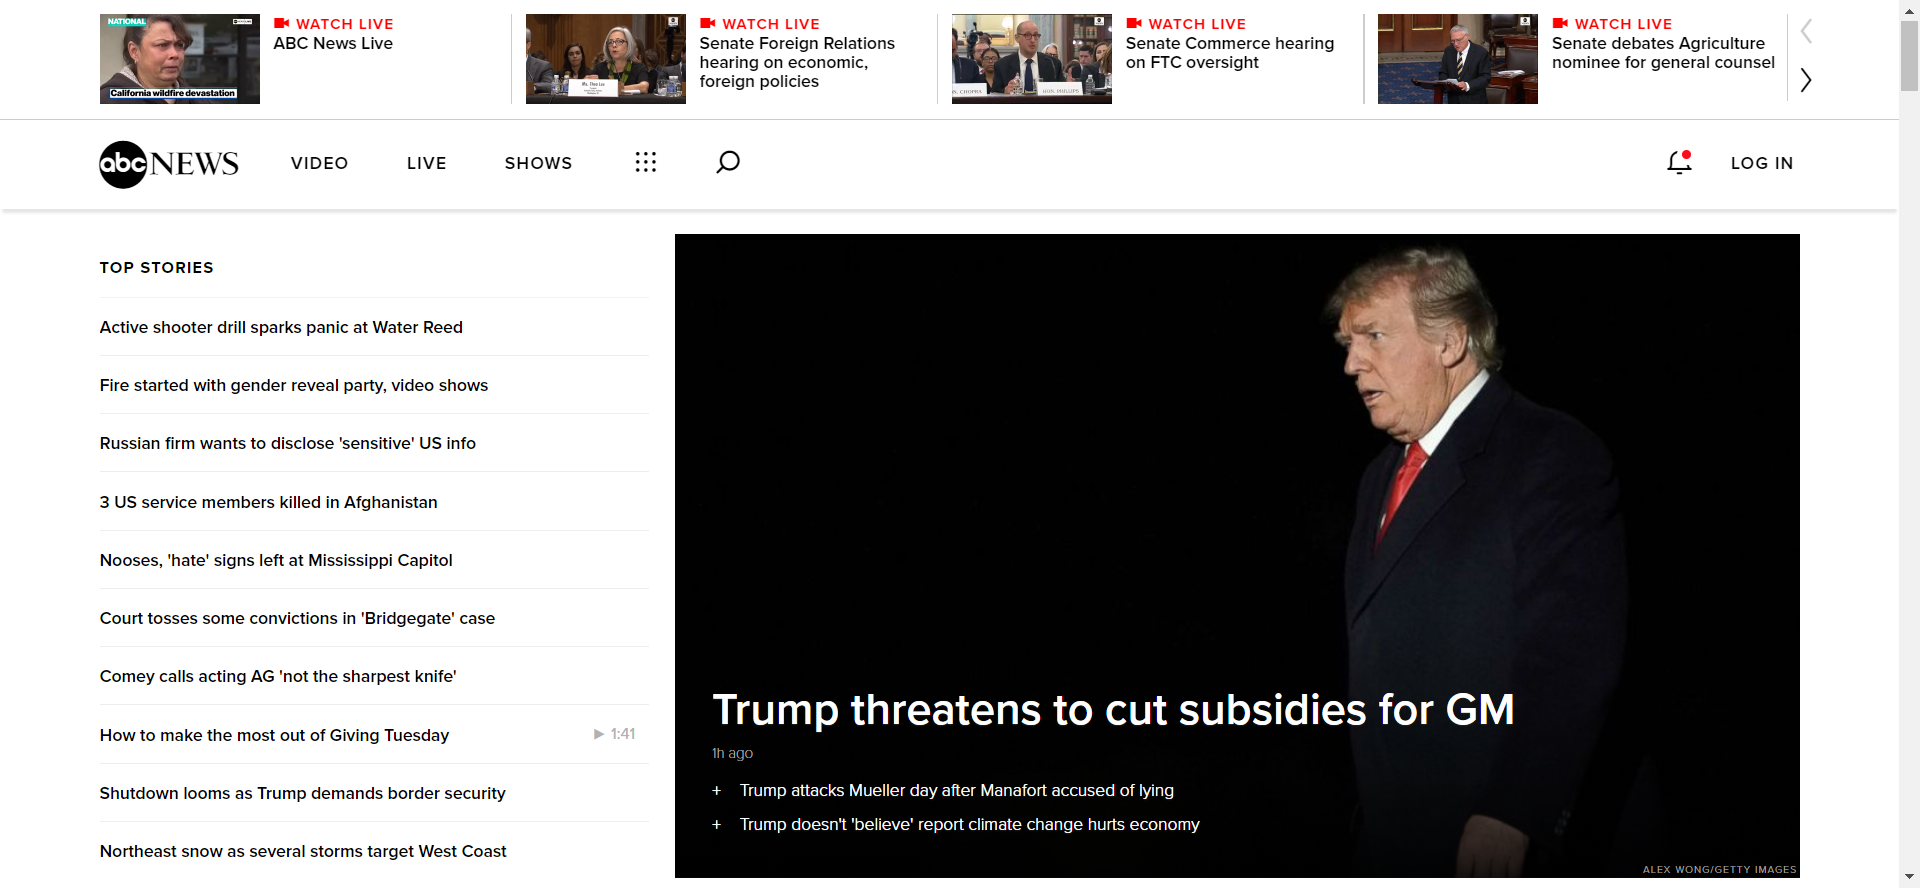 NATIONAL
California wildfire devastation
WATCH LIVE
ABC News Live
WATCH LIVE
Senate Foreign Relations
hearing on economic,
foreign policies
WATCH LIVE
Senate Commerce hearing
on FTC oversight
HON. PHILLIPS
WATCH LIVE
Senate debates Agriculture
nominee for general counsel
abc NEWS
VIDEO
LIVE
SHOWS
LOG IN
TOP STORIES
Active shooter drill sparks panic at Water Reed
Fire started with gender reveal party, video shows
Russian firm wants to disclose 'sensitive' US info
3 US service members killed in Afghanistan
Nooses, 'hate' signs left at Mississippi Capitol
Court tosses some convictions in 'Bridgegate' case
Comey calls acting AG 'not the sharpest knife'
How to make the most out of Giving Tuesday
1:41
Shutdown looms as Trump demands border security
Northeast snow as several storms target West Coast
Trump threatens to cut subsidies for GM
1h ago
+ Trump attacks Mueller day after Manafort accused of lying
+ Trump doesn't 'believe' report climate change hurts economy
ALEX WONG/GETTY IMAGES